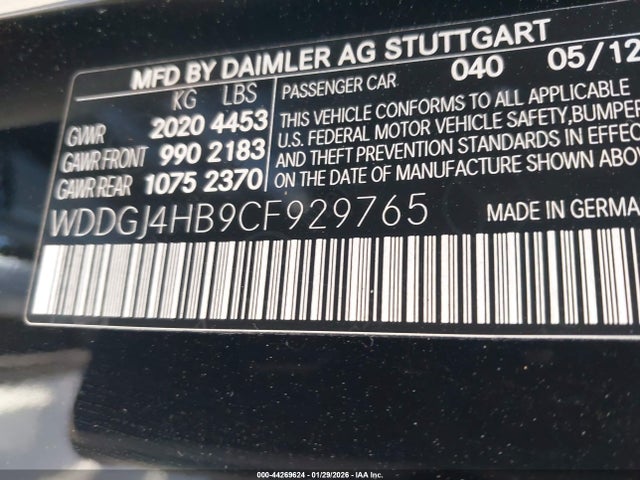 MFD BY DAIMLER AG STUTTGART
KG LBS
GVWR 2020 4453
GAWR FRONT 990 2183
GAWR REAR 1075 2370
PASSENGER CAR 040 05/12
THIS VEHICLE CONFORMS TO ALL APPLICABLE
U.S. FEDERAL MOTOR VEHICLE SAFETY, BUMPER
AND THEFT PREVENTION STANDARDS IN EFFEC
ON THE DATE OF MANUFACTURE SHOWN ABOV
WDDGJ4HB9CF929765
MADE IN GERMA
000-44269624 | 01/29/2026 | IAA Inc.